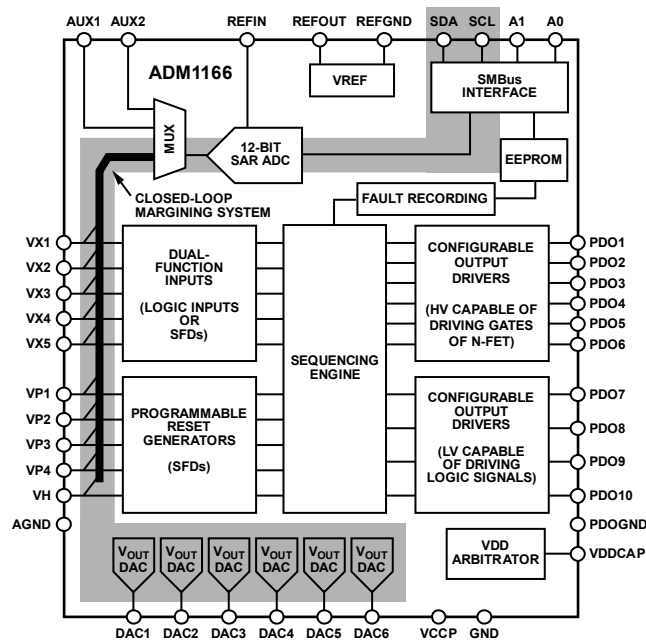 AUX1 AUX2 REFIN REFOUT REFGND SDA SCL A1 A0
ADM1166
VREF
SMBus
INTERFACE
MUX
12-BIT
SAR ADC
EEPROM
CLOSED-LOOP
MARGINING SYSTEM
FAULT RECORDING
VX1
VX2
VX3
VX4
VX5
DUAL-
FUNCTION
INPUTS
(LOGIC INPUTS
OR
SFDs)
SEQUENCING
ENGINE
CONFIGURABLE
OUTPUT
DRIVERS
(HV CAPABLE OF
DRIVING GATES
OF N-FET)
PDO1
PDO2
PDO3
PDO4
PDO5
PDO6
VP1
VP2
VP3
VP4
VH
AGND
PROGRAMMABLE
RESET
GENERATORS
(SFDs)
CONFIGURABLE
OUTPUT
DRIVERS
(LV CAPABLE
OF DRIVING
LOGIC SIGNALS)
PDO7
PDO8
PDO9
PDO10
PDOGND
VDDCAP
VDD
ARBITRATOR
VOUT
DAC
VOUT
DAC
VOUT
DAC
VOUT
DAC
VOUT
DAC
VOUT
DAC
DAC1 DAC2 DAC3 DAC4 DAC5 DAC6 VCCP GND